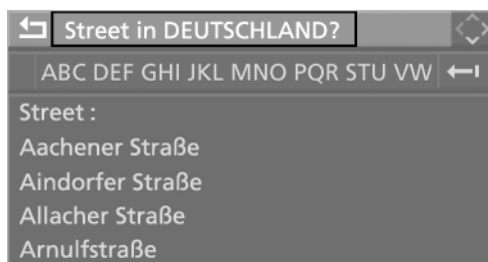 Street in DEUTSCHLAND?
ABC DEF GHI JKL MNO PQR STU VW
Street :
Aachener Straße
Aindorfer Straße
Allacher Straße
Arnulfstraße